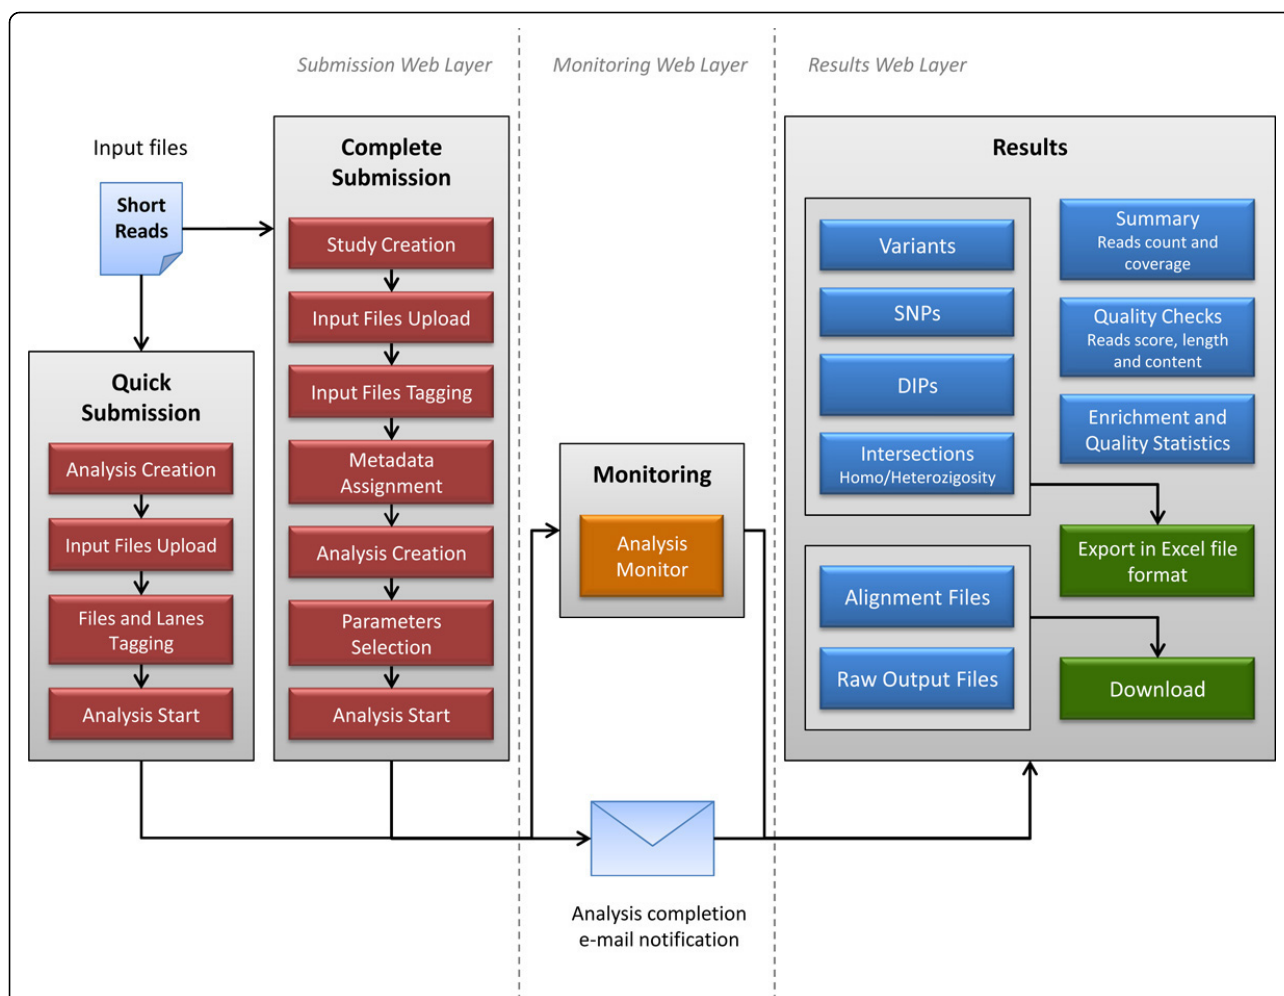 Submission Web Layer
Monitoring Web Layer
Results Web Layer
Input files
Short
Reads
Quick
Submission
Analysis Creation
Input Files Upload
Files and Lanes
Tagging
Analysis Start
Complete
Submission
Study Creation
Input Files Upload
Input Files Tagging
Metadada
Assignment
Analysis Creation
Parameters
Selection
Analysis Start
Monitoring
Analysis
Monitor
Analysis completion
e-mail notification
Results
Variants
SNPs
DIPs
Intersections
Homo/Heterozigosity
Alignment Files
Raw Output Files
Summary
Reads count and
coverage
Quality Checks
Reads score, length
and content
Enrichment and
Quality Statistics
Export in Excel file
format
Download